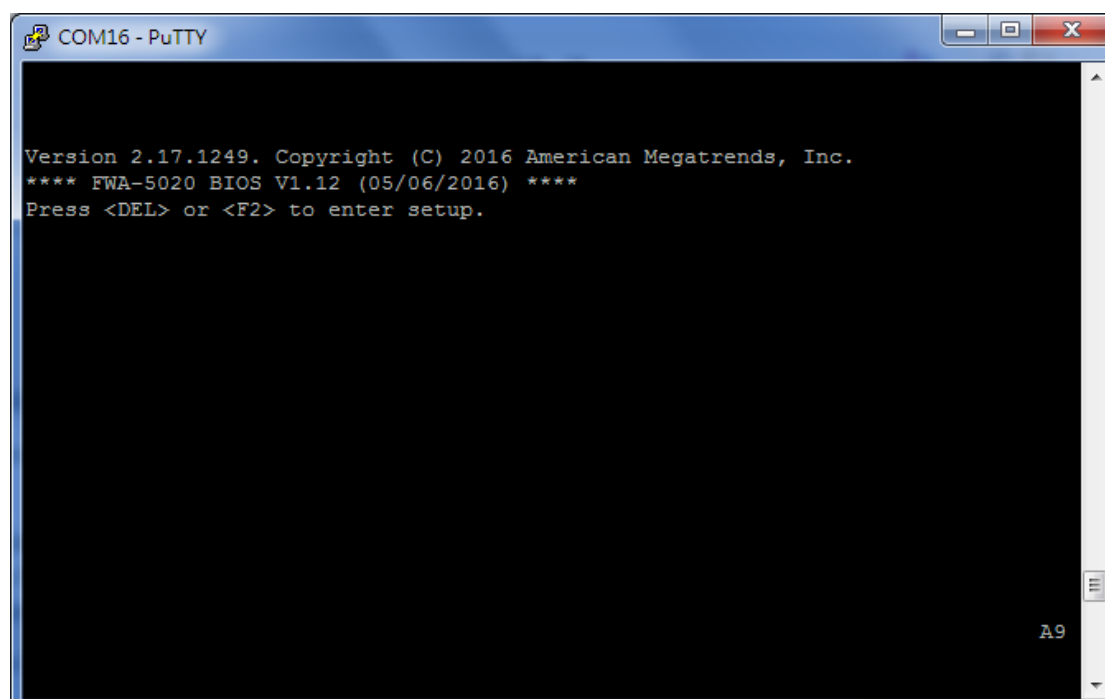 COM16 - PuTTY
Version 2.17.1249. Copyright (C) 2016 American Megatrends, Inc.
**** FWA-5020 BIOS V1.12 (05/06/2016) ****
Press <DEL> or <F2> to enter setup.
A9